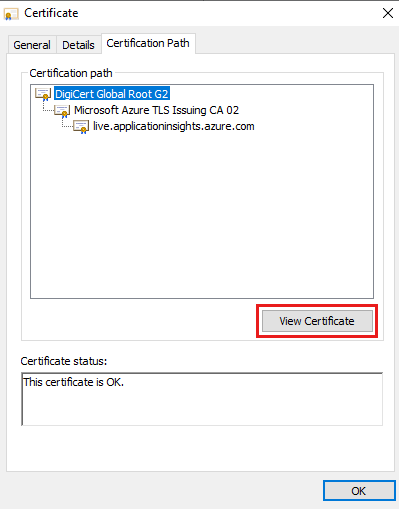 Certificate
General
Details
Certification Path
Certification path
DigiCert Global Root G2
Microsoft Azure TLS Issuing CA 02
live.applicationinsights.azure.com
View Certificate
Certificate status:
This certificate is OK.
OK